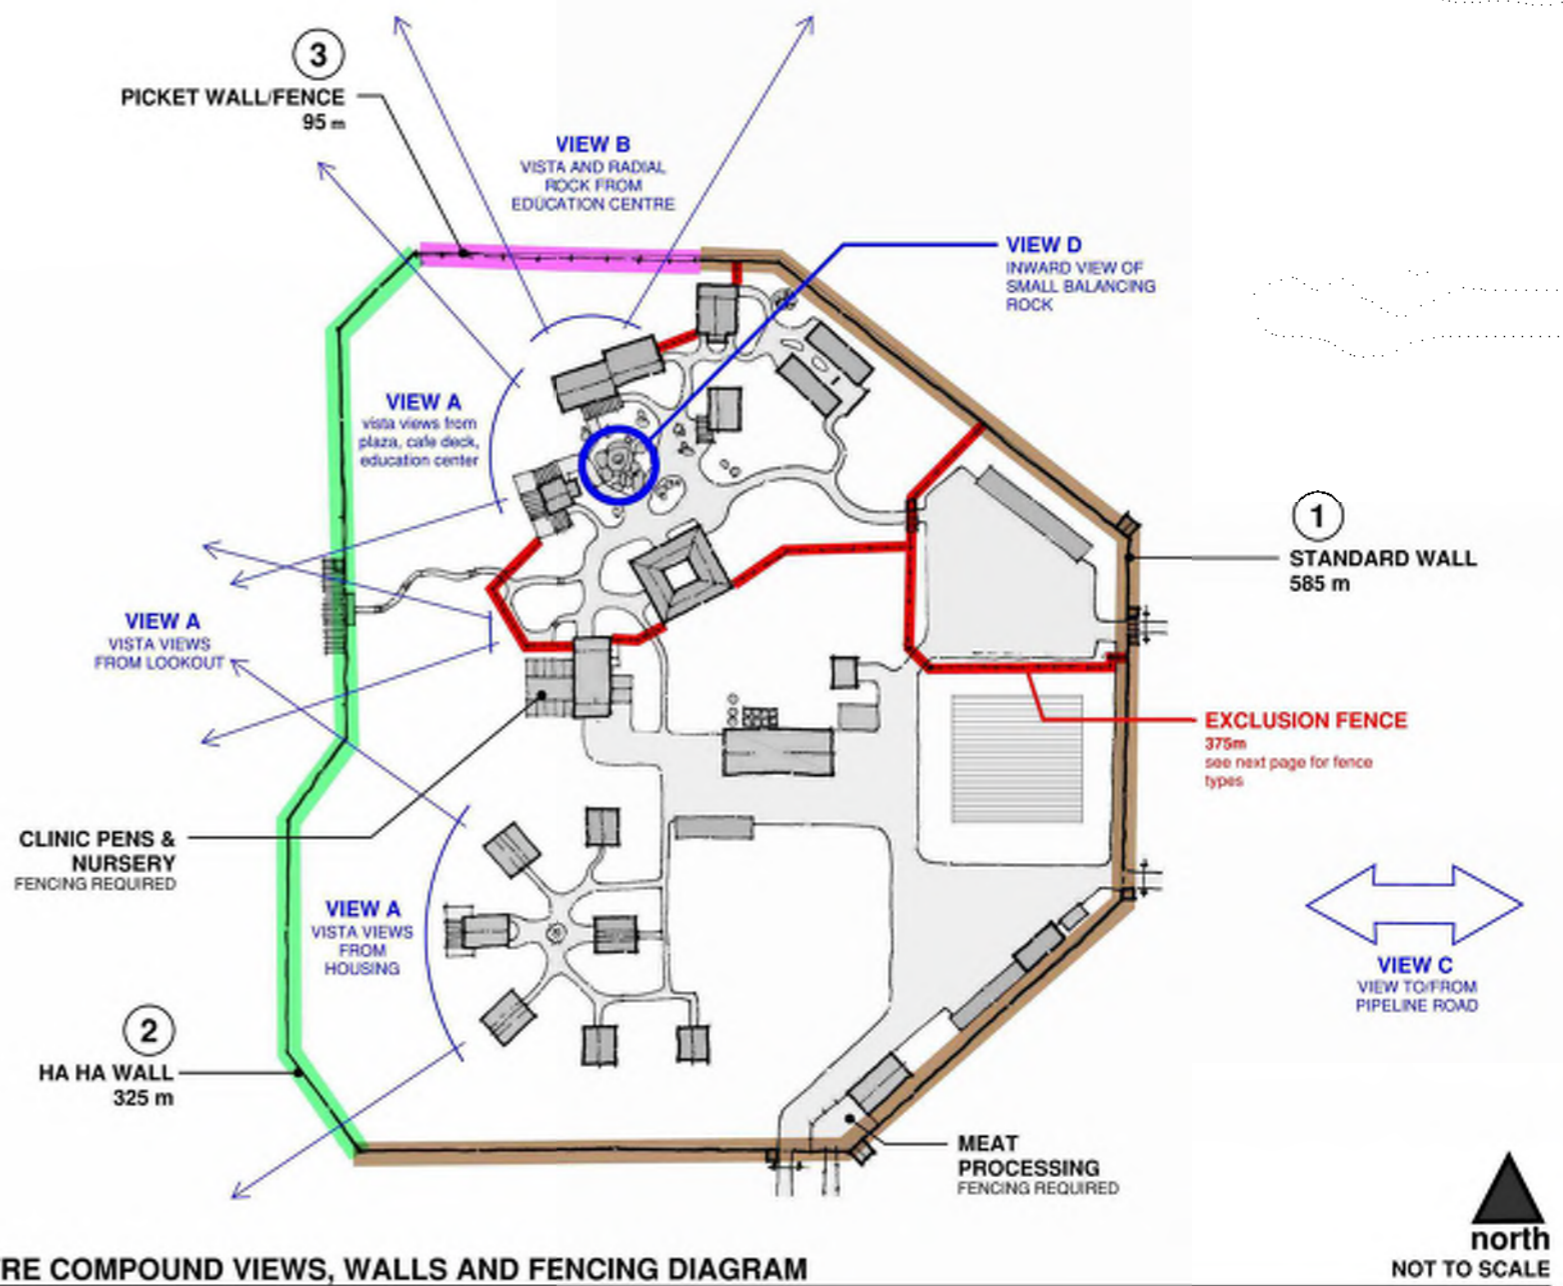 3
PICKET WALL/FENCE
95 m
VIEW B
VISTA AND RADIAL
ROCK FROM
EDUCATION CENTRE
VIEW D
INWARD VIEW OF
SMALL BALANCING
ROCK
VIEW A
vista views from
plaza, cafe deck,
education center
1
STANDARD WALL
585 m
VIEW A
VISTA VIEWS
FROM LOOKOUT
EXCLUSION FENCE
375m
see next page for fence
types
CLINIC PENS &
NURSERY
FENCING REQUIRED
VIEW A
VISTA VIEWS
FROM
HOUSING
VIEW C
VIEW TO/FROM
PIPELINE ROAD
2
HA HA WALL
325 m
MEAT
PROCESSING
FENCING REQUIRED
north
NOT TO SCALE
RE COMPOUND VIEWS, WALLS AND FENCING DIAGRAM